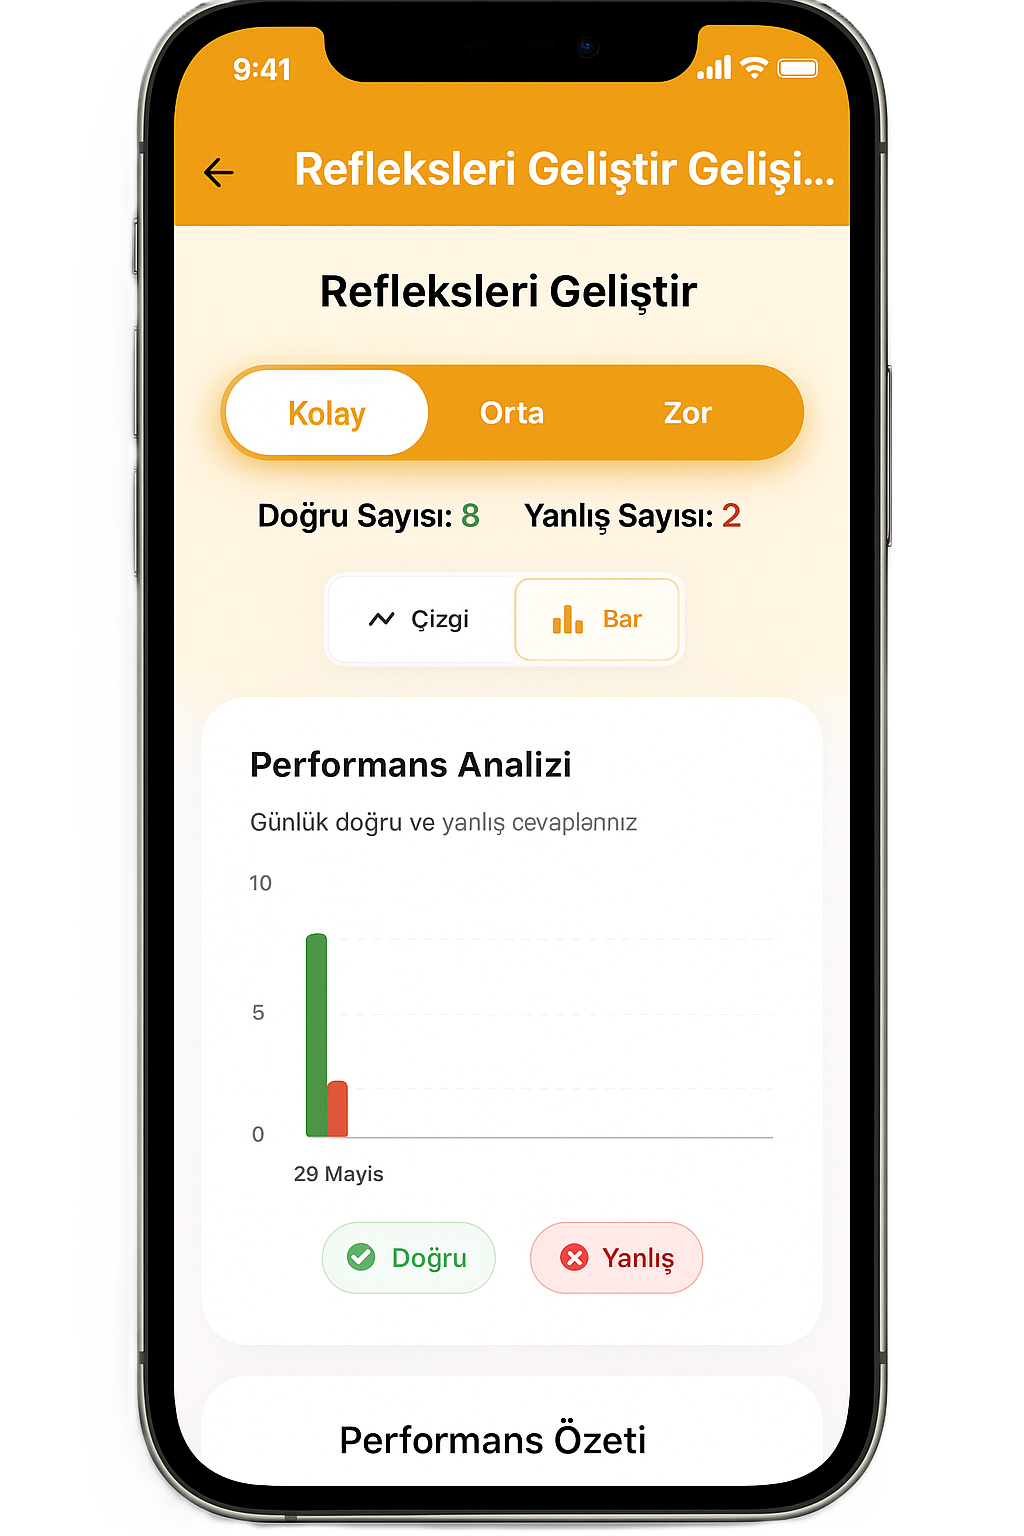 9:41
Refleksleri Geliştir Gelişi...
Refleksleri Geliştir
Kolay Orta Zor
Doğru Sayısı: 8 Yanlış Sayısı: 2
Çizgi Bar
Performans Analizi
Günlük doğru ve yanlış cevaplarınız
10
5
0
29 Mayis
Doğru Yanlış
Performans Özeti